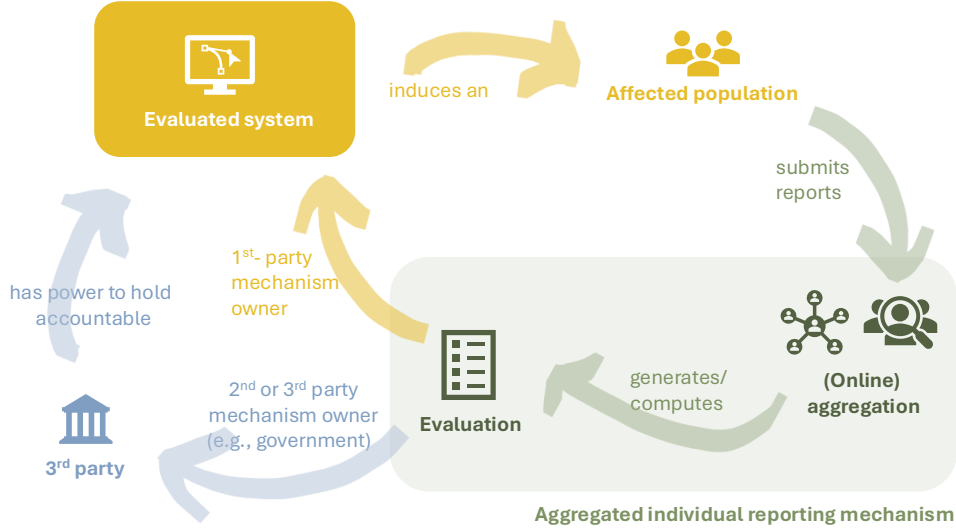 Evaluated system
induces an
Affected population
submits
reports
1st- party
mechanism
owner
has power to hold
accountable
2nd or 3rd party
mechanism owner
(e.g., government)
3rd party
Evaluation
generates/
computes
(Online)
aggregation
Aggregated individual reporting mechanism